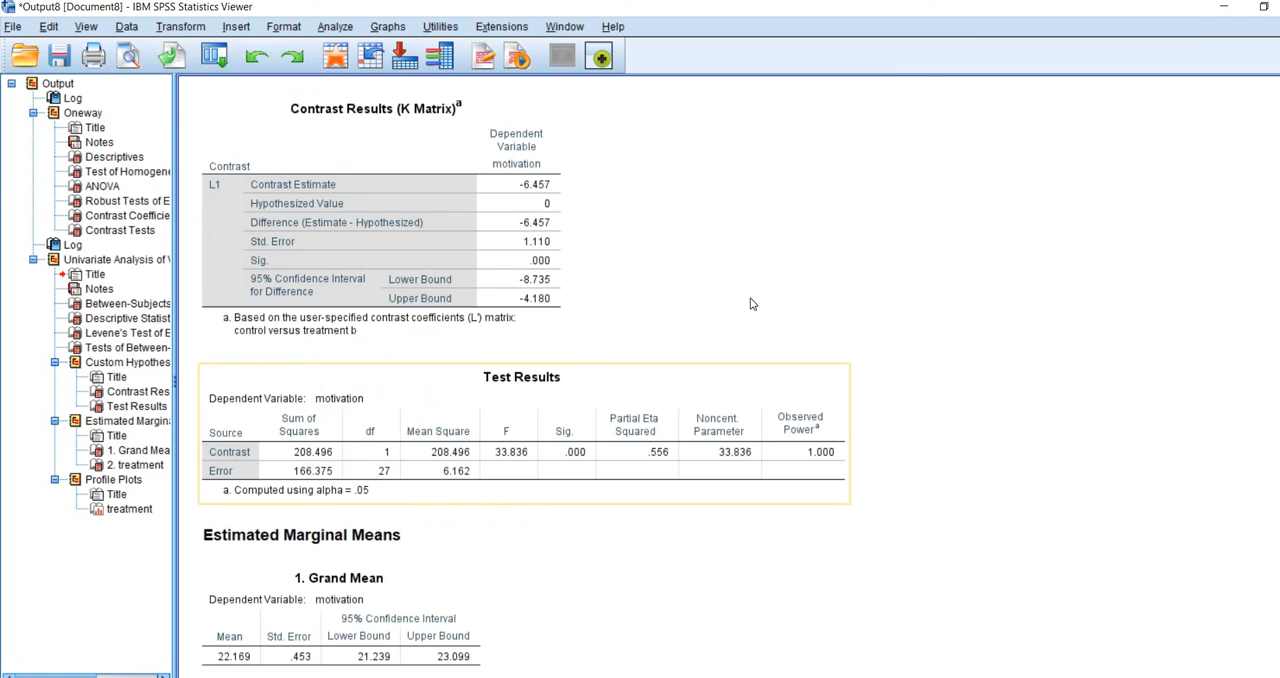 *Output8 [Document8] - IBM SPSS Statistics Viewer
File Edit View Data Transform Insert Format Analyze Graphs Utilities Extensions Window Help
Output
Log
Oneway
Title
Notes
Descriptives
Test of Homogene
ANOVA
Robust Tests of E
Contrast Coefficie
Contrast Tests
Log
Univariate Analysis of V
Title
Notes
Between-Subjects
Descriptive Statist
Levene's Test of E
Tests of Between-
Custom Hypothes
Title
Contrast Res
Test Results
Estimated Margin
Title
1. Grand Mea
2. treatment
Profile Plots
Title
treatment
Contrast Results (K Matrix)a
Dependent
Variable
Contrast motivation
L1 Contrast Estimate -6.457
Hypothesized Value 0
Difference (Estimate - Hypothesized) -6.457
Std. Error 1.110
Sig. .000
95% Confidence Interval for Difference Lower Bound -8.735
Upper Bound -4.180
a. Based on the user-specified contrast coefficients (L') matrix:
control versus treatment b
Test Results
Dependent Variable: motivation
Source Sum of Squares df Mean Square F Sig. Partial Eta Squared Noncent. Parameter Observed Powera
Contrast 208.496 1 208.496 33.836 .000 .556 33.836 1.000
Error 166.375 27 6.162
a. Computed using alpha = .05
Estimated Marginal Means
1. Grand Mean
Dependent Variable: motivation
95% Confidence Interval
Mean Std. Error Lower Bound Upper Bound
22.169 .453 21.239 23.099